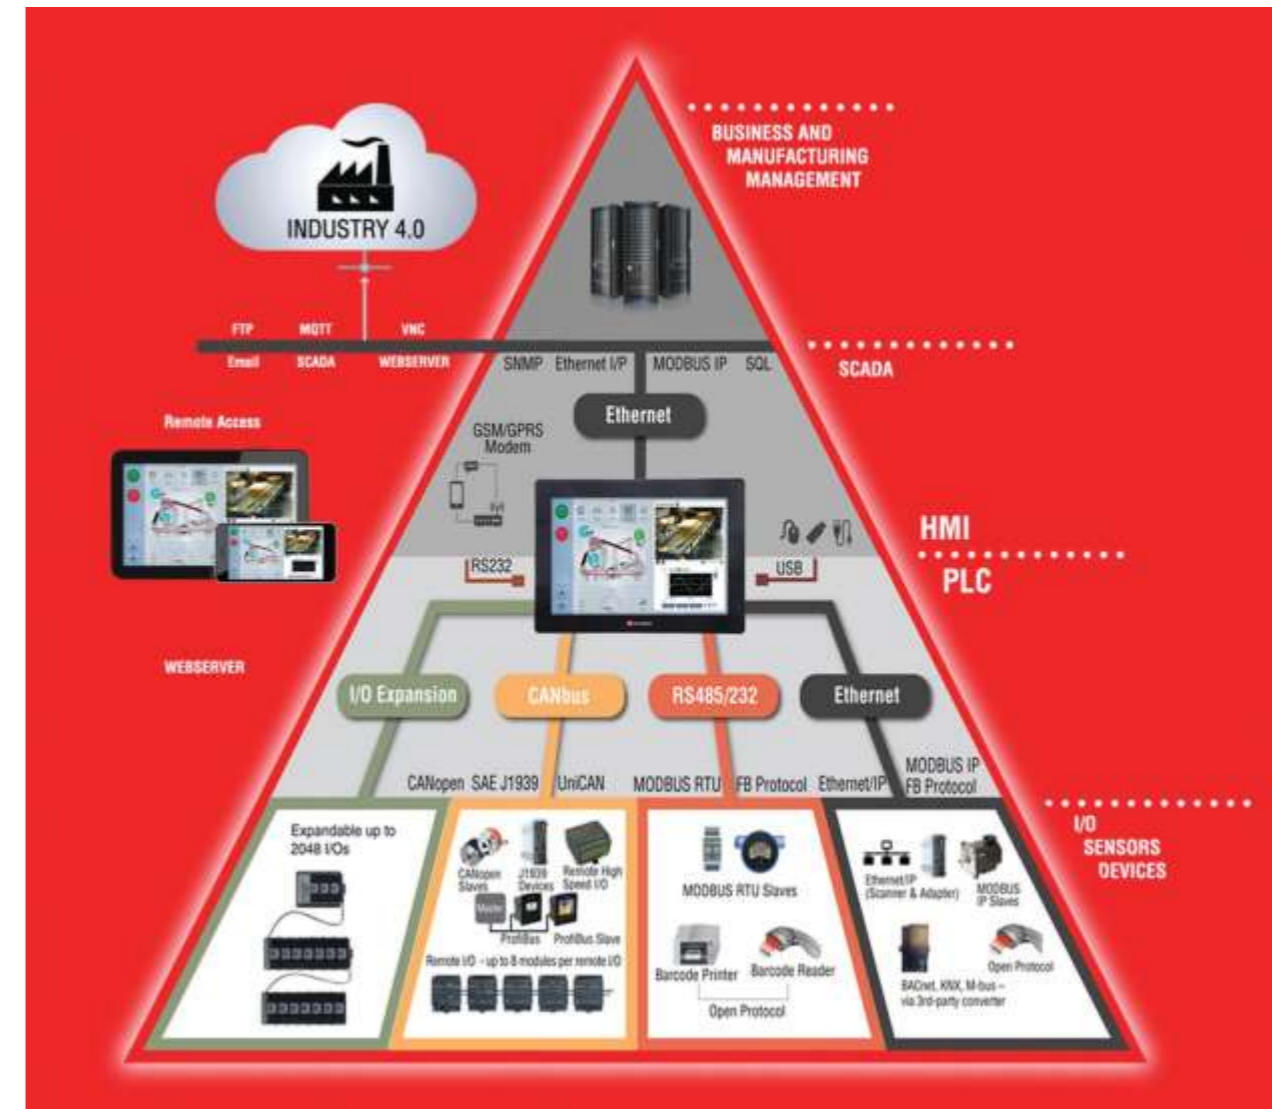 BUSINESS AND
MANUFACTURING
MANAGEMENT
INDUSTRY 4.0
FTP MQTT VNC
Email SCADA WEBSERVER
SNMP Ethernet I/P MODBUS IP SQL
SCADA
Ethernet
Remote Access
GSM/GPRS
Modem
HMI
PLC
RS232
USB
WEBSERVER
I/O Expansion
CANbus
RS485/232
Ethernet
CANopen SAE J1939 UniCAN
MODBUS RTU FB Protocol
Ethernet/IP
MODBUS IP
FB Protocol
I/O
SENSORS
DEVICES
Expandable up to
2048 I/Os
CANopen
Slaves
J1939
Devices
Remote High
Speed I/O
Master
ProfiBus
ProfiBus Slave
Remote I/O - up to 8 modules per remote I/O
MODBUS RTU Slaves
Barcode Printer
Barcode Reader
Open Protocol
Ethernet/IP
(Scanner & Adapter)
MODBUS
IP Slaves
Open Protocol
BACnet, KNX, M-bus –
via 3rd-party converter